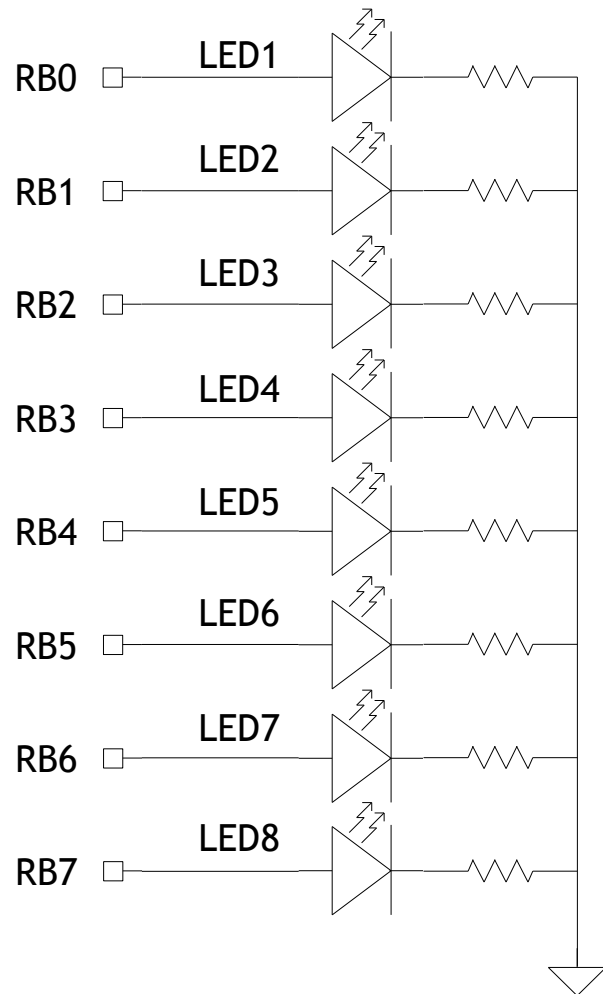 RB0 LED1
RB1 LED2
RB2 LED3
RB3 LED4
RB4 LED5
RB5 LED6
RB6 LED7
RB7 LED8